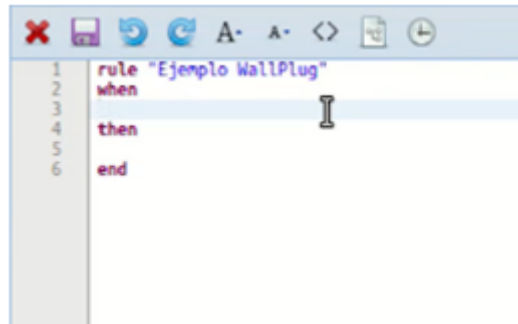 A- A- <>
1 rule "Ejemplo WallPlug"
2 when
3
4 then
5
6 end